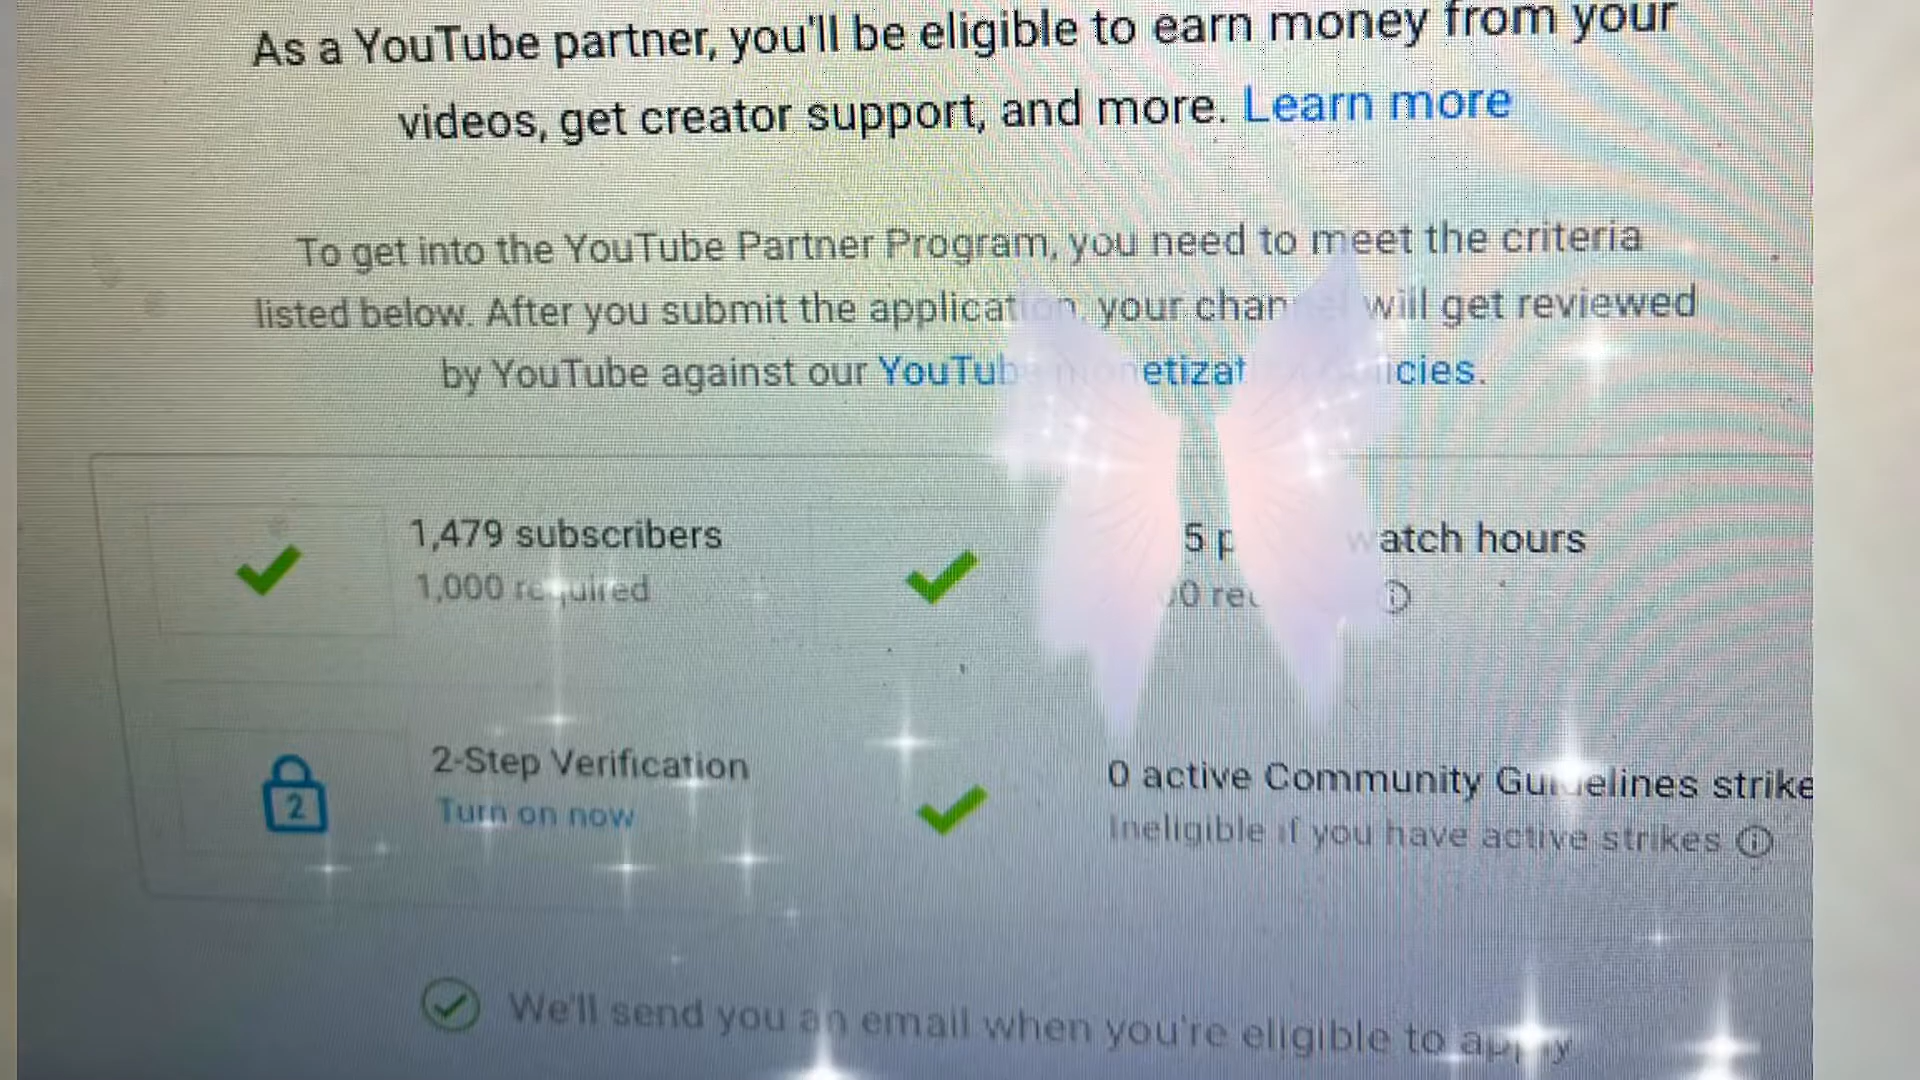 As a YouTube partner, you'll be eligible to earn money from your
videos, get creator support, and more. Learn more
To get into the YouTube Partner Program, you need to meet the criteria
listed below. After you submit the application, your channel will get reviewed
by YouTube against our YouTube
1,479 subscribers
1,000 required
5 watch hours
2-Step Verification
Turn on now
0 active Community Guidelines strike
Ineligible if you have active strikes
We'll send you an email when you're eligible to apply